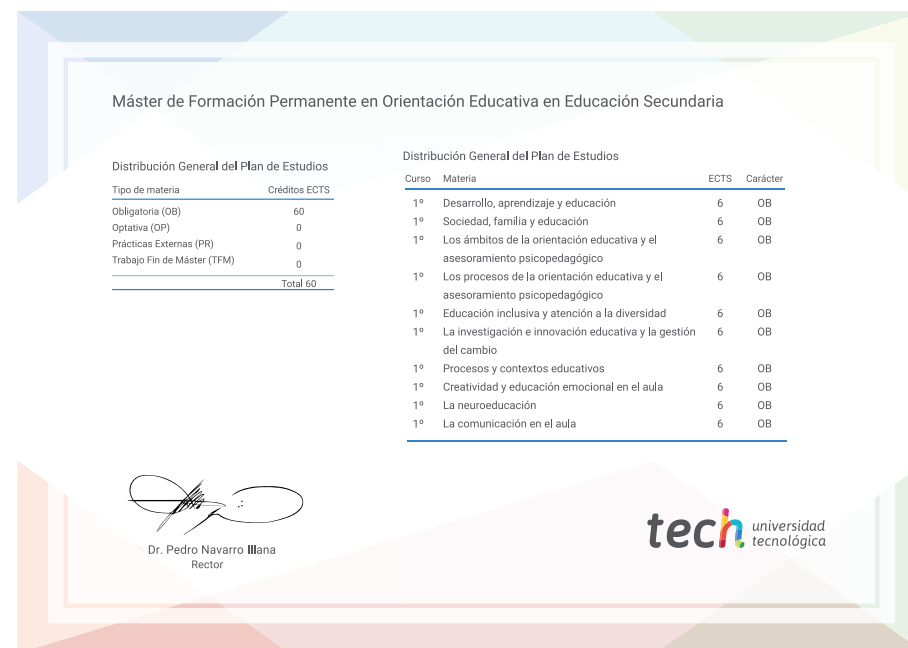 Máster de Formación Permanente en Orientación Educativa en Educación Secundaria
Distribución General del Plan de Estudios
Tipo de materia Créditos ECTS
Obligatoria (OB) 60
Optativa (OP) 0
Prácticas Externas (PR) 0
Trabajo Fin de Máster (TFM) 0
Total 60
Distribución General del Plan de Estudios
Curso Materia ECTS Carácter
1º Desarrollo, aprendizaje y educación 6 OB
1º Sociedad, familia y educación 6 OB
1º Los ámbitos de la orientación educativa y el 6 OB
asesoramiento psicopedagógico
1º Los procesos de la orientación educativa y el 6 OB
asesoramiento psicopedagógico
1º Educación inclusiva y atención a la diversidad 6 OB
1º La investigación e innovación educativa y la gestión 6 OB
del cambio
1º Procesos y contextos educativos 6 OB
1º Creatividad y educación emocional en el aula 6 OB
1º La neuroeducación 6 OB
1º La comunicación en el aula 6 OB
Dr. Pedro Navarro Illana
Rector
tech universidad
tecnológica